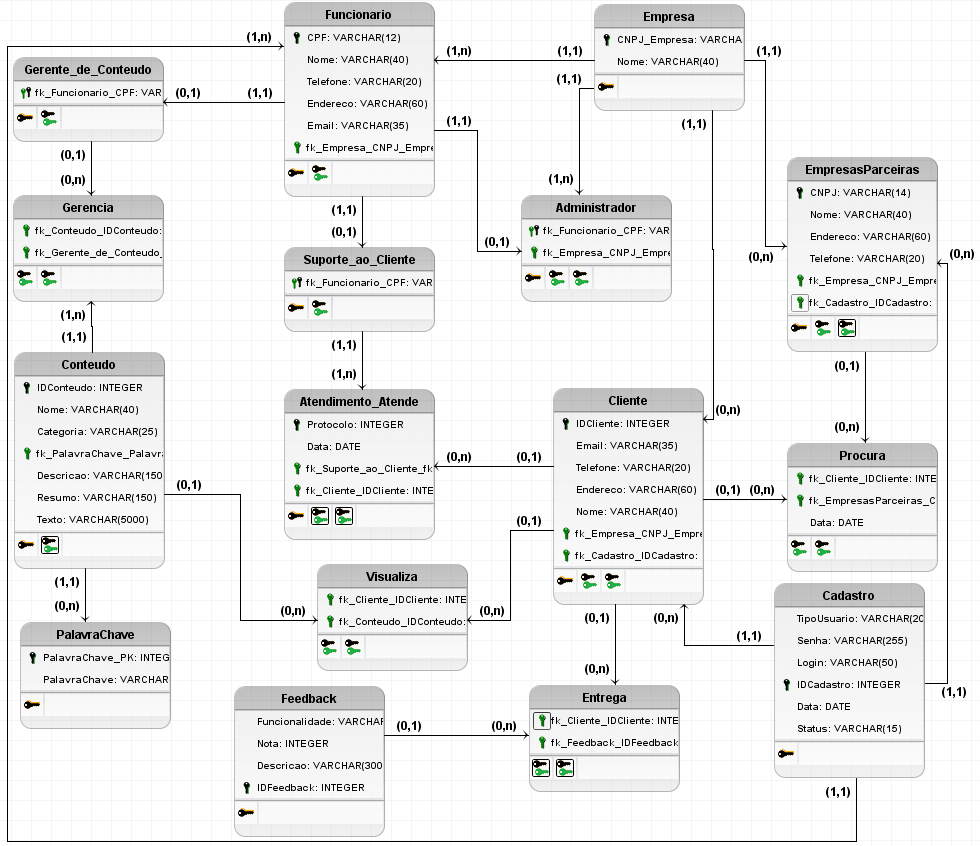 Funcionario
CPF: VARCHAR(12)
Nome: VARCHAR(40)
Telefone: VARCHAR(20)
Endereco: VARCHAR(60)
Email: VARCHAR(35)
fk_Empresa_CNPJ_Empre
Empresa
CNPJ_Empresa: VARCHA
Nome: VARCHAR(40)
(1,n)
(1,n)
(1,1)
(1,1)
(1,1)
(1,1)
Gerente_de_Conteudo
fk_Funcionario_CPF: VAR
(0,1)
(1,1)
(1,1)
(0,1)
(0,n)
Gerencia
fk_Conteudo_IDConteudo:
fk_Gerente_de_Conteudo_
(1,n)
(1,1)
(1,1)
(0,1)
Suporte_ao_Cliente
fk_Funcionario_CPF: VAR
(1,1)
(1,n)
(1,n)
(0,1)
Administrador
fk_Funcionario_CPF: VAR
fk_Empresa_CNPJ_Empre
EmpresasParceiras
CNPJ: VARCHAR(14)
Nome: VARCHAR(40)
Endereco: VARCHAR(60)
Telefone: VARCHAR(20)
fk_Empresa_CNPJ_Empre
fk_Cadastro_IDCadastro:
(0,n)
(0,n)
(0,1)
(0,n)
Conteudo
IDConteudo: INTEGER
Nome: VARCHAR(40)
Categoria: VARCHAR(25)
fk_PalavraChave_Palavra
Descricao: VARCHAR(150
Resumo: VARCHAR(150)
Texto: VARCHAR(5000)
(0,1)
Atendimento_Atende
Protocolo: INTEGER
Data: DATE
fk_Suporte_ao_Cliente_fk
fk_Cliente_IDCliente: INTE
(0,n)
(0,1)
(0,1)
Cliente
IDCliente: INTEGER
Email: VARCHAR(35)
Telefone: VARCHAR(20)
Endereco: VARCHAR(60)
Nome: VARCHAR(40)
fk_Empresa_CNPJ_Empre
fk_Cadastro_IDCadastro:
(0,n)
(0,1)
(0,n)
Procura
fk_Cliente_IDCliente: INTE
fk_EmpresasParceiras_C
Data: DATE
(1,1)
(0,n)
PalavraChave
PalavraChave_PK: INTEG
PalavraChave: VARCHAR
Visualiza
fk_Cliente_IDCliente: INTE
fk_Conteudo_IDConteudo:
(0,n)
(0,n)
(0,1)
(0,n)
(0,n)
(1,1)
Cadastro
TipoUsuario: VARCHAR(20
Senha: VARCHAR(255)
Login: VARCHAR(50)
IDCadastro: INTEGER
Data: DATE
Status: VARCHAR(15)
(1,1)
(1,1)
Feedback
Funcionalidade: VARCHAR
Nota: INTEGER
Descricao: VARCHAR(300
IDFeedback: INTEGER
(0,1)
(0,n)
Entrega
fk_Cliente_IDCliente: INTE
fk_Feedback_IDFeedback